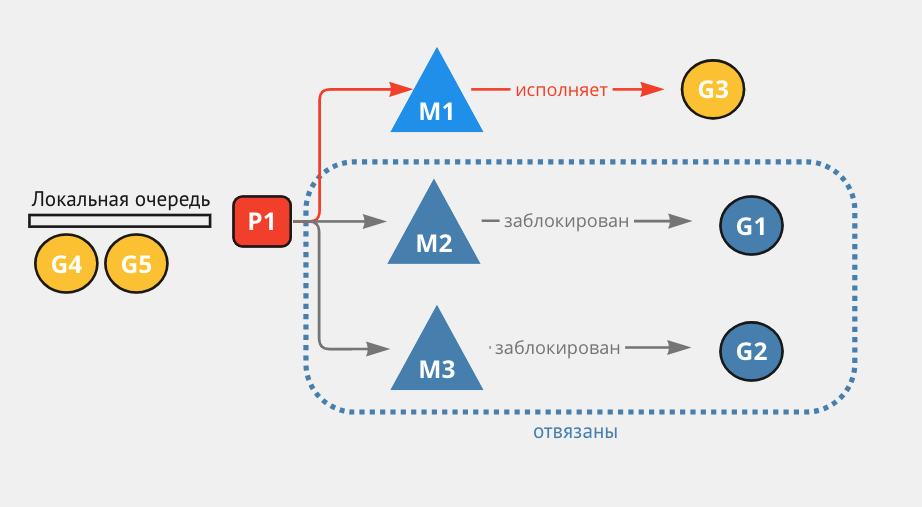 M1
исполняет
G3
Локальная очередь
P1
G4
G5
M2
заблокирован
G1
M3
заблокирован
G2
отвязаны